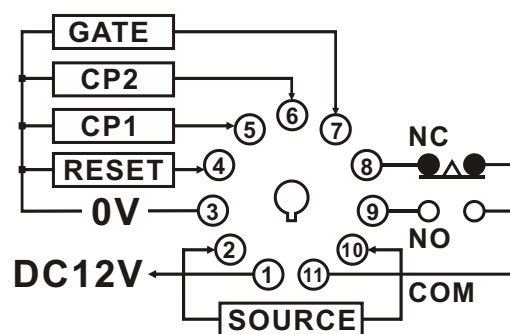 GATE
CP2
6
CP1
5
7
NC
RESET
4
8
0V
3
9
NO
2
10
DC12V
1
11
COM
SOURCE